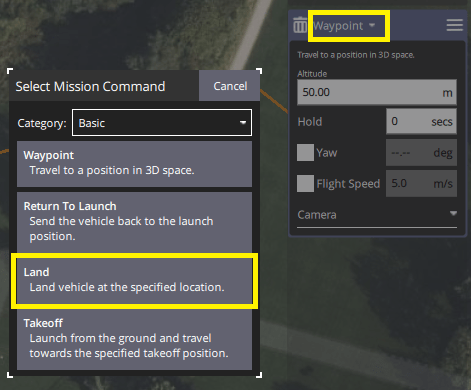 Select Mission Command
Cancel
Category:
Basic
Waypoint
Travel to a position in 3D space.
Return To Launch
Send the vehicle back to the launch
position.
Land
Land vehicle at the specified location.
Takeoff
Launch from the ground and travel
towards the specified takeoff position.
Waypoint
Travel to a position in 3D space.
Altitude
50.00 m
Hold 0 secs
Yaw --.-- deg
Flight Speed 5.0 m/s
Camera